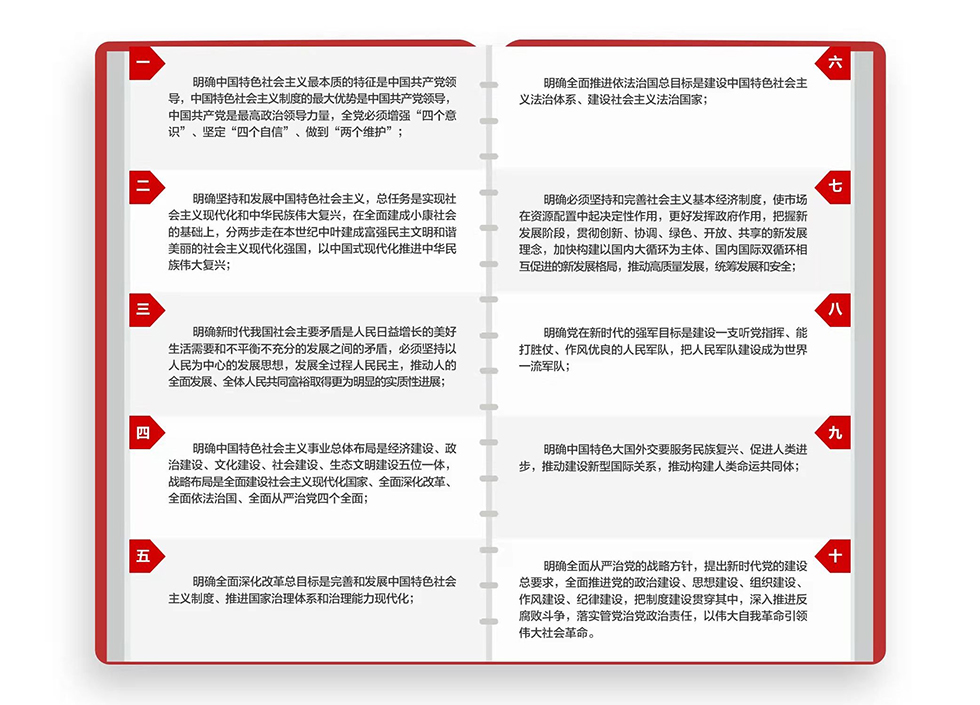 一
明确中国特色社会主义最本质的特征是中国共产党领
导，中国特色社会主义制度的最大优势是中国共产党领导，
中国共产党是最高政治领导力量，全党必须增强“四个意
识”、坚定“四个自信”、做到“两个维护”；
二
明确坚持和发展中国特色社会主义，总任务是实现社
会主义现代化和中华民族伟大复兴，在全面建成小康社会
的基础上，分两步走在本世纪中叶建成富强民主文明和谐
美丽的社会主义现代化强国，以中国式现代化推进中华民
族伟大复兴；
三
明确新时代我国社会主要矛盾是人民日益增长的美好
生活需要和不平衡不充分的发展之间的矛盾，必须坚持以
人民为中心的发展思想，发展全过程人民民主，推动人的
全面发展、全体人民共同富裕取得更为明显的实质性进展；
四
明确中国特色社会主义事业总体布局是经济建设、政
治建设、文化建设、社会建设、生态文明建设五位一体，
战略布局是全面建设社会主义现代化国家、全面深化改革、
全面依法治国、全面从严治党四个全面；
五
明确全面深化改革总目标是完善和发展中国特色社会
主义制度、推进国家治理体系和治理能力现代化；
六
明确全面推进依法治国总目标是建设中国特色社会主
义法治体系、建设社会主义法治国家；
七
明确必须坚持和完善社会主义基本经济制度，使市场
在资源配置中起决定性作用，更好发挥政府作用，把握新
发展阶段，贯彻创新、协调、绿色、开放、共享的新发展
理念，加快构建以国内大循环为主体、国内国际双循环相
互促进的新发展格局，推动高质量发展，统筹发展和安全；
八
明确党在新时代的强军目标是建设一支听党指挥、能
打胜仗、作风优良的人民军队，把人民军队建设成为世界
一流军队；
九
明确中国特色大国外交要服务民族复兴、促进人类进
步，推动建设新型国际关系，推动构建人类命运共同体；
十
明确全面从严治党的战略方针，提出新时代党的建设
总要求，全面推进党的政治建设、思想建设、组织建设、
作风建设、纪律建设，把制度建设贯穿其中，深入推进反
腐败斗争，落实管党治党政治责任，以伟大自我革命引领
伟大社会革命。